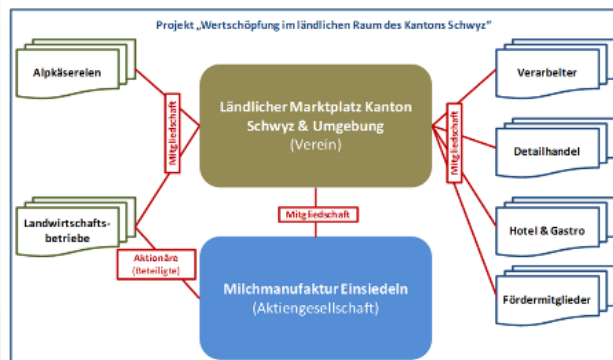 Projekt „Wertschöpfung im ländlichen Raum des Kantons Schwyz“
Alpkäsereien
Mitgliedschaft
Landwirtschafts-
betriebe
Aktionäre
(Beteiligte)
Ländlicher Marktplatz Kanton
Schwyz & Umgebung
(Verein)
Mitgliedschaft
Milchmanufaktur Einsiedeln
(Aktiengesellschaft)
Mitgliedschaft
Verarbeiter
Detailhandel
Hotel & Gastro
Fördermitglieder